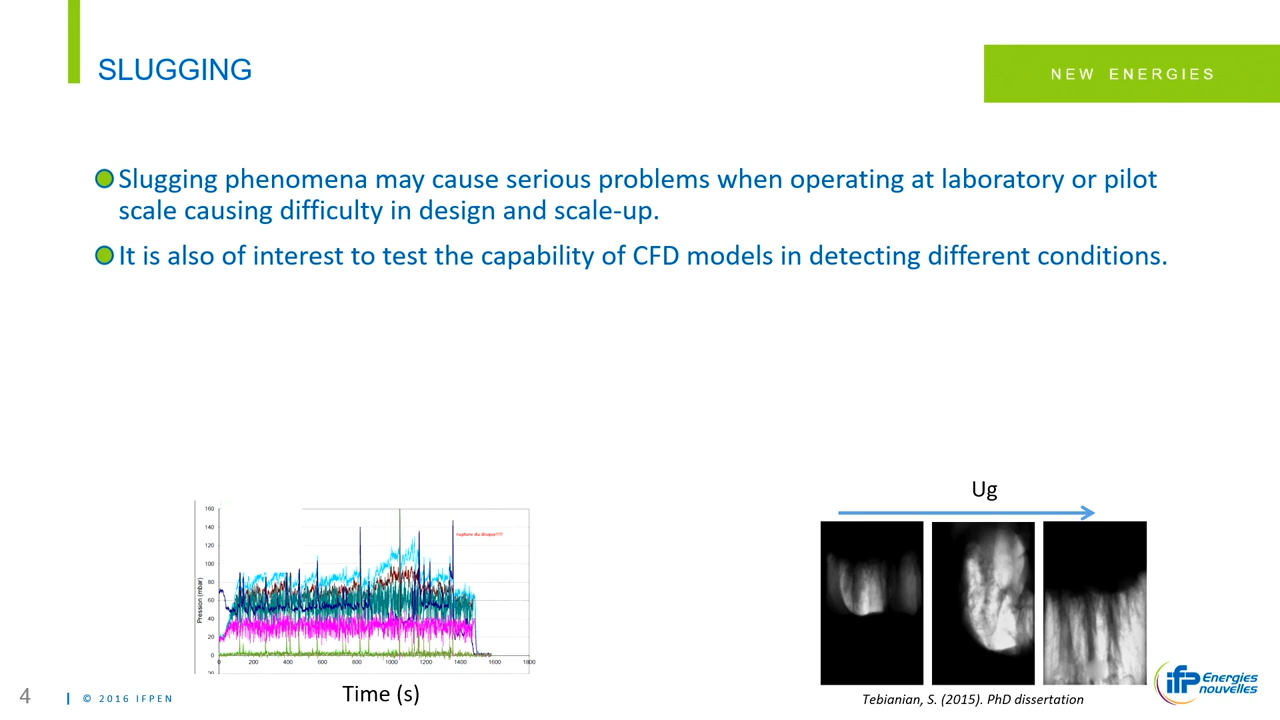 SLUGGING
NEW ENERGIES
Slugging phenomena may cause serious problems when operating at laboratory or pilot
scale causing difficulty in design and scale-up.
It is also of interest to test the capability of CFD models in detecting different conditions.
Ug
160
140
120
100
80
60
40
20
0
Pression (mbar)
rupture du disque!!!!
0 200 400 600 800 1000 1200 1400 1600 1800
Time (s)
Tebianian, S. (2015). PhD dissertation
4
© 2016 IFPEN
ifp Energies
nouvelles